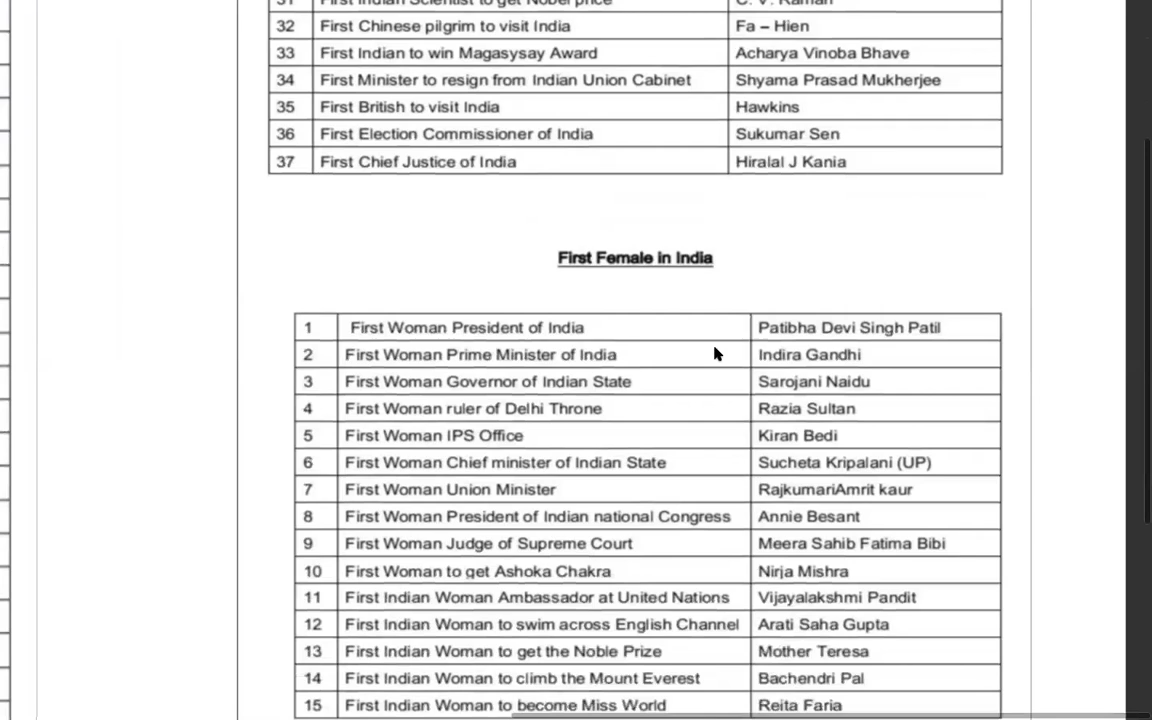 31 First Indian Scientist to get Nobel price C. V. Raman
32 First Chinese pilgrim to visit India Fa – Hien
33 First Indian to win Magasysay Award Acharya Vinoba Bhave
34 First Minister to resign from Indian Union Cabinet Shyama Prasad Mukherjee
35 First British to visit India Hawkins
36 First Election Commissioner of India Sukumar Sen
37 First Chief Justice of India Hiralal J Kania
First Female in India
1 First Woman President of India Patibha Devi Singh Patil
2 First Woman Prime Minister of India Indira Gandhi
3 First Woman Governor of Indian State Sarojani Naidu
4 First Woman ruler of Delhi Throne Razia Sultan
5 First Woman IPS Office Kiran Bedi
6 First Woman Chief minister of Indian State Sucheta Kripalani (UP)
7 First Woman Union Minister RajkumariAmrit kaur
8 First Woman President of Indian national Congress Annie Besant
9 First Woman Judge of Supreme Court Meera Sahib Fatima Bibi
10 First Woman to get Ashoka Chakra Nirja Mishra
11 First Indian Woman Ambassador at United Nations Vijayalakshmi Pandit
12 First Indian Woman to swim across English Channel Arati Saha Gupta
13 First Indian Woman to get the Noble Prize Mother Teresa
14 First Indian Woman to climb the Mount Everest Bachendri Pal
15 First Indian Woman to become Miss World Reita Faria